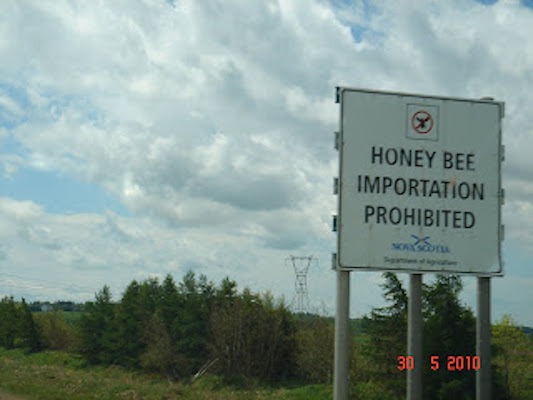 HONEY BEE
IMPORTATION
PROHIBITED
NOVA SCOTIA
Department of Agriculture
30 5 2010